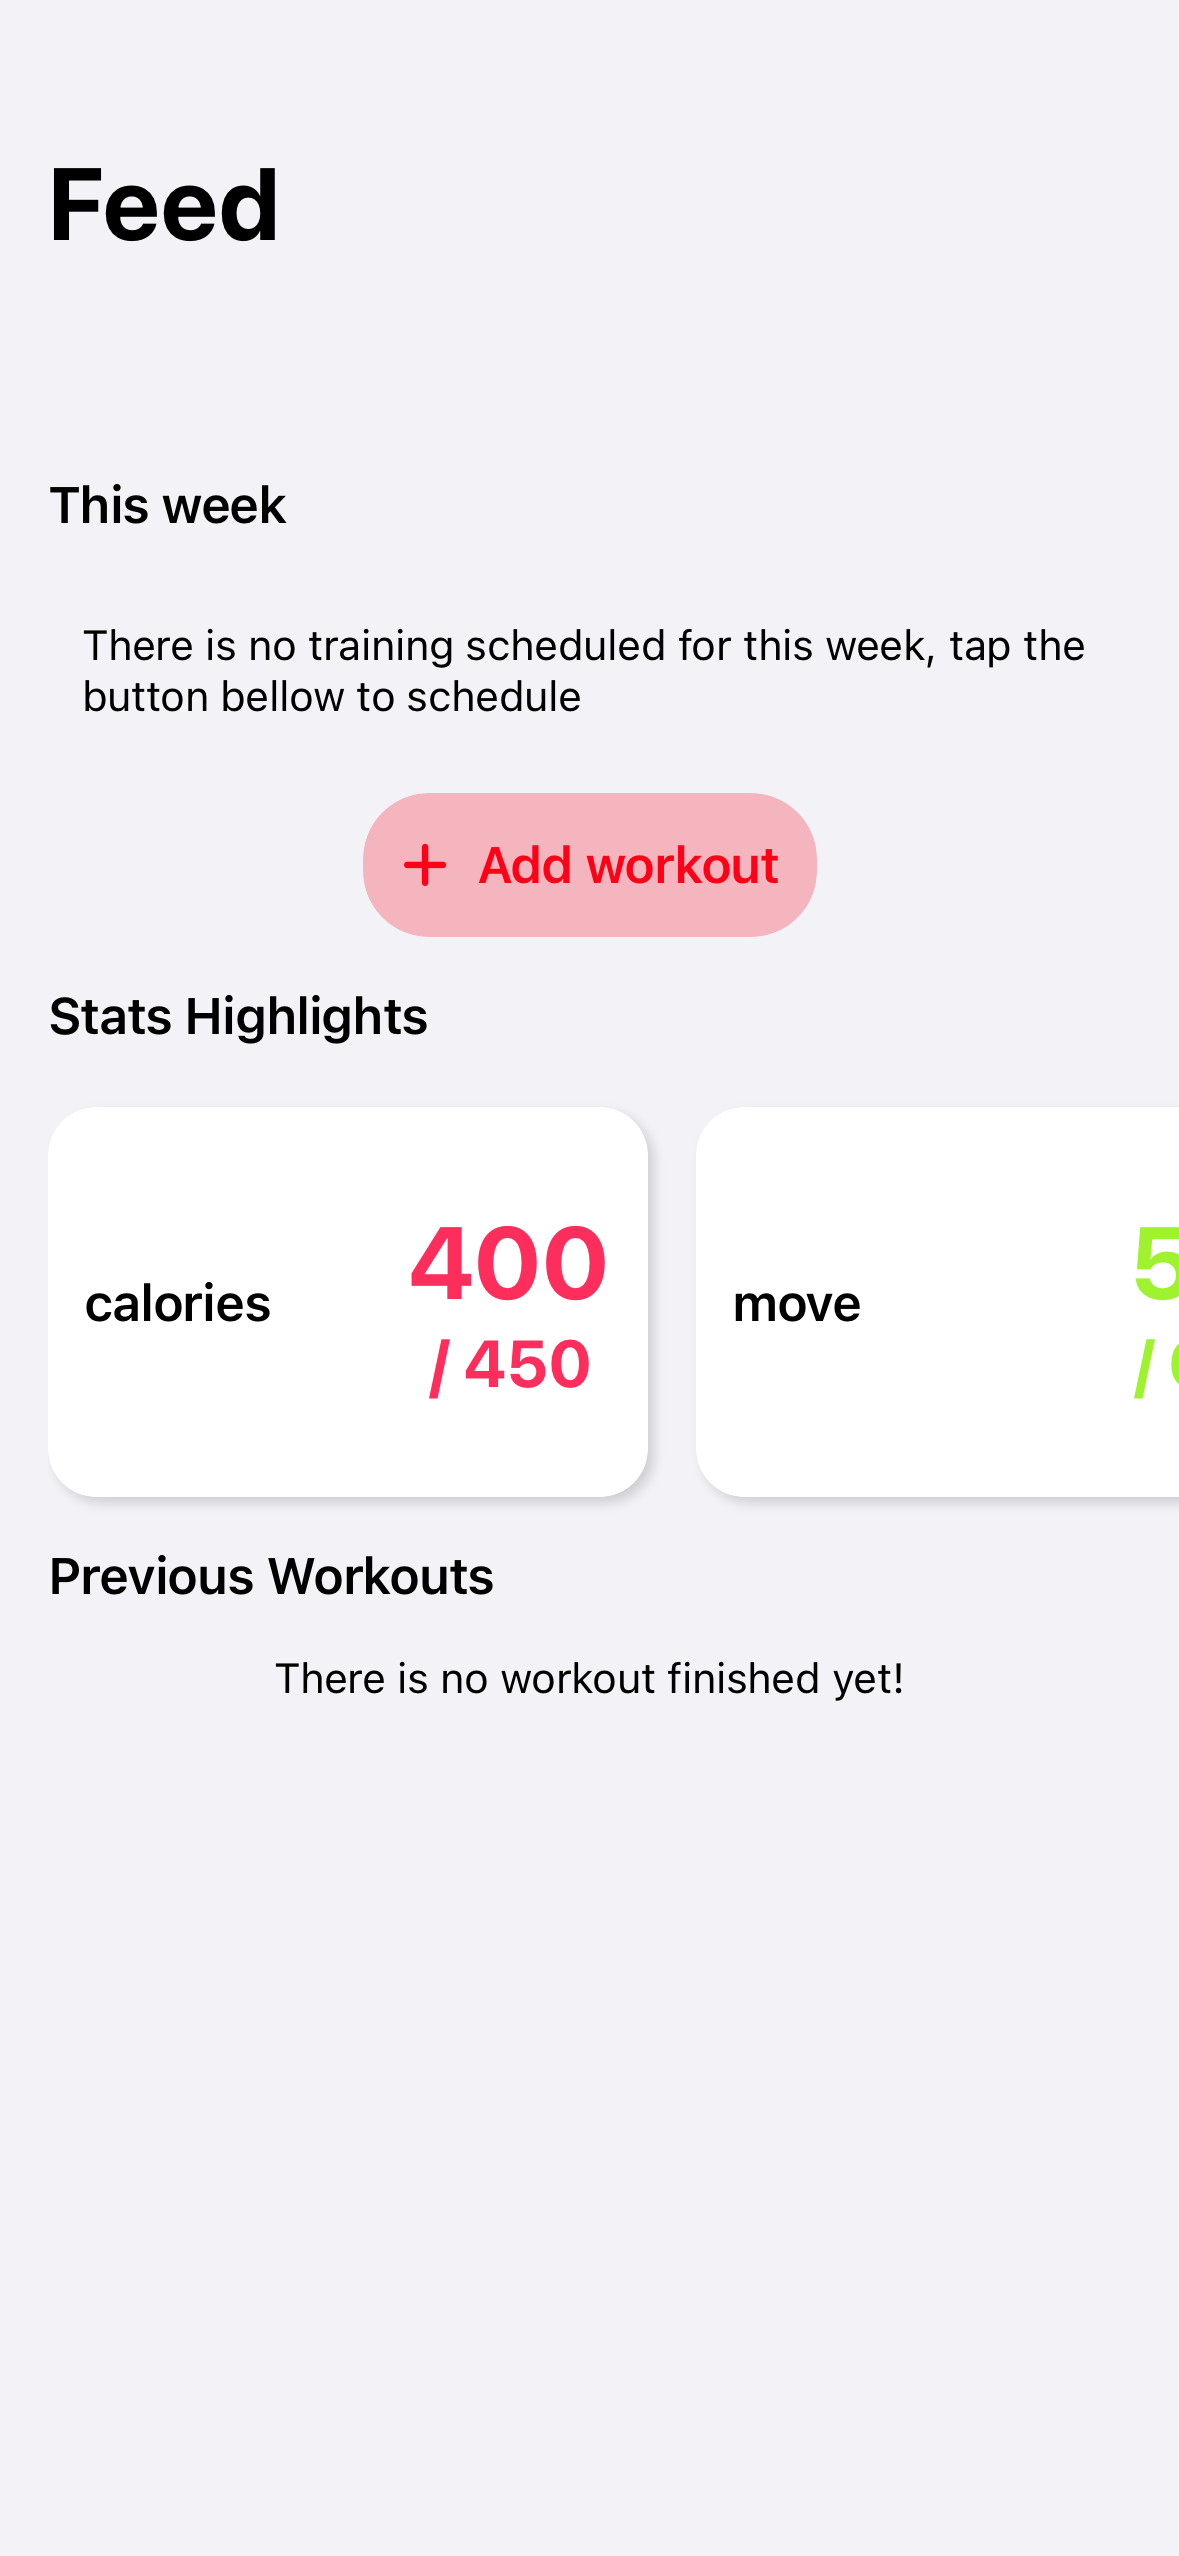 Feed
This week
There is no training scheduled for this week, tap the
button bellow to schedule
+ Add workout
Stats Highlights
calories
400
/ 450
move
5
/
Previous Workouts
There is no workout finished yet!